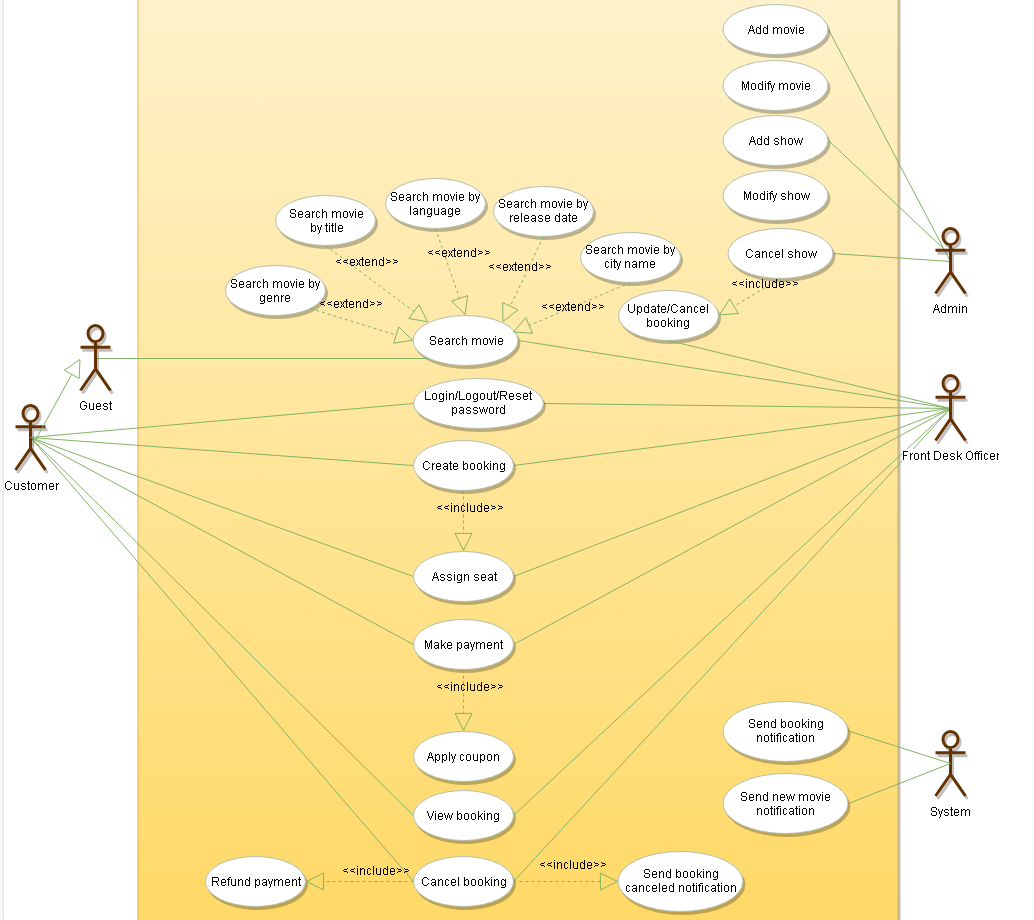 Add movie
Modify movie
Add show
Modify show
Cancel show
<<include>>
Update/Cancel
booking
Search movie by
language
Search movie
by title
Search movie by
release date
Search movie by
city name
Search movie by
genre
<<extend>>
<<extend>>
<<extend>>
<<extend>>
<<extend>>
Search movie
Admin
Guest
Login/Logout/Reset
password
Front Desk Officer
Customer
Create booking
<<include>>
Assign seat
Make payment
<<include>>
Apply coupon
View booking
Send booking
notification
Send new movie
notification
System
Refund payment
<<include>>
Cancel booking
<<include>>
Send booking
canceled notification